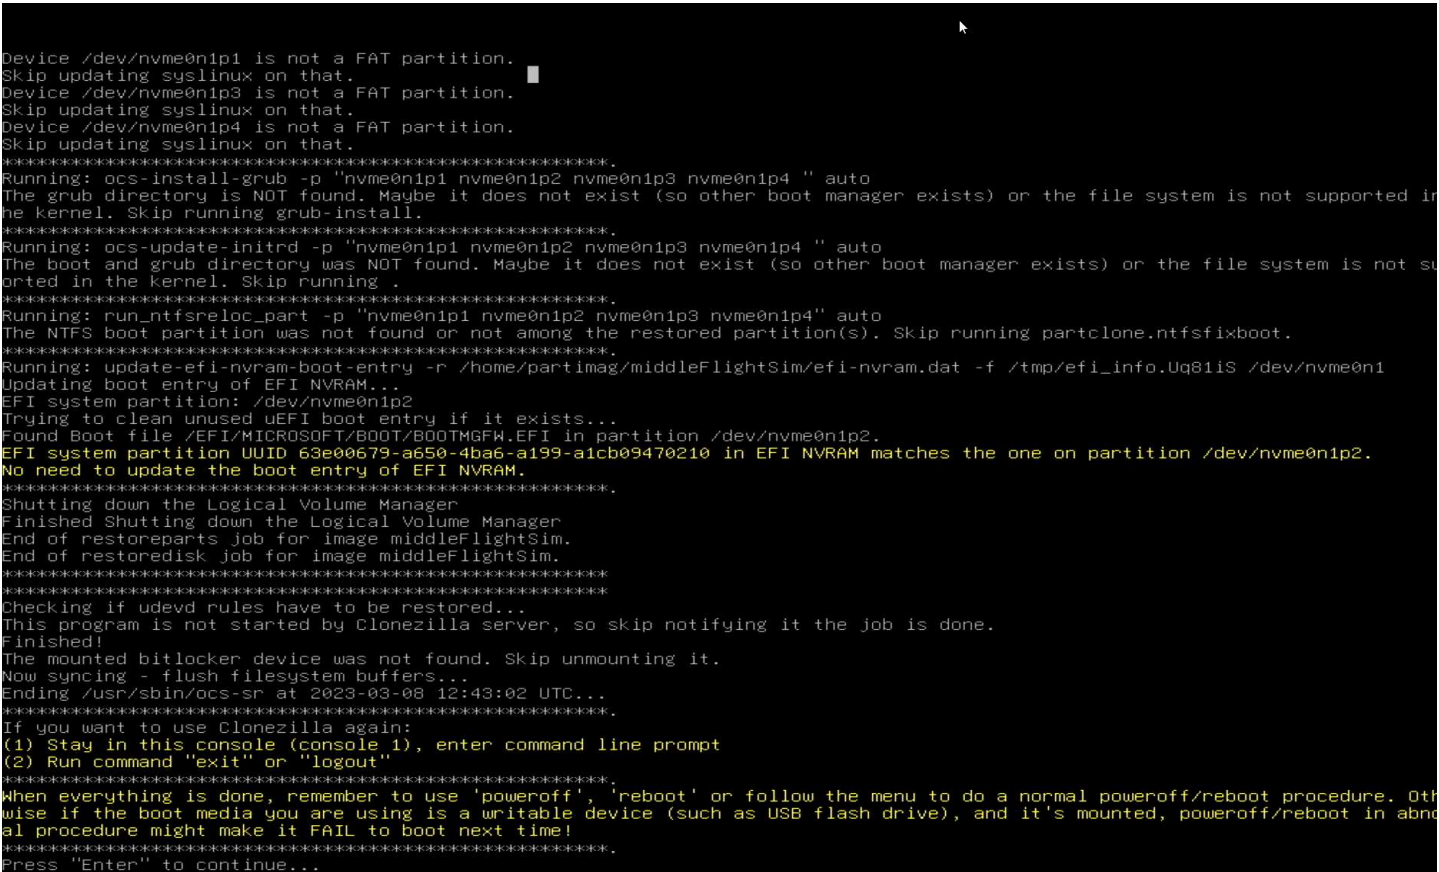 Device /dev/nvme0n1p1 is not a FAT partition.
Skip updating syslinux on that.
Device /dev/nvme0n1p3 is not a FAT partition.
Skip updating syslinux on that.
Device /dev/nvme0n1p4 is not a FAT partition.
Skip updating syslinux on that.
*****************************************************.
Running: ocs-install-grub -p "nvme0n1p1 nvme0n1p2 nvme0n1p3 nvme0n1p4 " auto
The grub directory is NOT found. Maybe it does not exist (so other boot manager exists) or the file system is not supported in
he kernel. Skip running grub-install.
*****************************************************.
Running: ocs-update-initrd -p "nvme0n1p1 nvme0n1p2 nvme0n1p3 nvme0n1p4 " auto
The boot and grub directory was NOT found. Maybe it does not exist (so other boot manager exists) or the file system is not su
orted in the kernel. Skip running .
*****************************************************.
Running: run_ntfsreloc_part -p "nvme0n1p1 nvme0n1p2 nvme0n1p3 nvme0n1p4" auto
The NTFS boot partition was not found or not among the restored partition(s). Skip running partclone.ntfsfixboot.
*****************************************************.
Running: update-efi-nvram-boot-entry -r /home/partimag/middleFlightSim/efi-nvram.dat -f /tmp/efi_info.Uq81iS /dev/nvme0n1
Updating boot entry of EFI NVRAM...
EFI system partition: /dev/nvme0n1p2
Trying to clean unused uEFI boot entry if it exists...
Found Boot file /EFI/MICROSOFT/BOOT/BOOTMGFW.EFI in partition /dev/nvme0n1p2.
EFI system partition UUID 63e00679-a650-4ba6-a199-a1cb09470210 in EFI NVRAM matches the one on partition /dev/nvme0n1p2.
No need to update the boot entry of EFI NVRAM.
*****************************************************.
Shutting down the Logical Volume Manager
Finished Shutting down the Logical Volume Manager
End of restoreparts job for image middleFlightSim.
End of restoredisk job for image middleFlightSim.
*****************************************************
*****************************************************
Checking if udevd rules have to be restored...
This program is not started by Clonezilla server, so skip notifying it the job is done.
Finished!
The mounted bitlocker device was not found. Skip unmounting it.
Now syncing - flush filesystem buffers...
Ending /usr/sbin/ocs-sr at 2023-03-08 12:43:02 UTC...
*****************************************************.
If you want to use Clonezilla again:
(1) Stay in this console (console 1), enter command line prompt
(2) Run command "exit" or "logout"
*****************************************************.
When everything is done, remember to use 'poweroff', 'reboot' or follow the menu to do a normal poweroff/reboot procedure. Oth
wise if the boot media you are using is a writable device (such as USB flash drive), and it's mounted, poweroff/reboot in abno
al procedure might make it FAIL to boot next time!
*****************************************************.
Press "Enter" to continue...